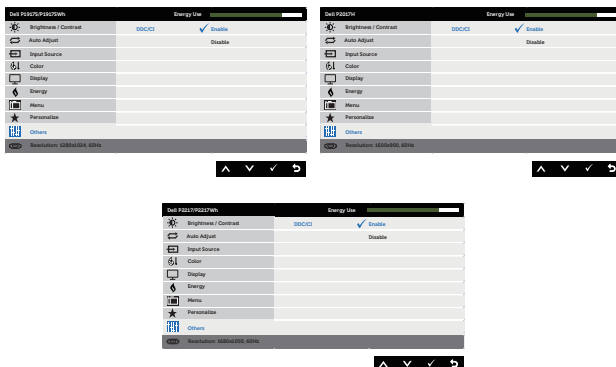 Dell P1917S/P1917SWh Energy Use
Brightness / Contrast DDC/CI Enable
Auto Adjust Disable
Input Source
Color
Display
Energy
Menu
Personalize
Others
Resolution: 1280x1024, 60Hz
Dell P2017H Energy Use
Brightness / Contrast DDC/CI Enable
Auto Adjust Disable
Input Source
Color
Display
Energy
Menu
Personalize
Others
Resolution: 1600x900, 60Hz
Dell P2217/P2217Wh Energy Use
Brightness / Contrast DDC/CI Enable
Auto Adjust Disable
Input Source
Color
Display
Energy
Menu
Personalize
Others
Resolution: 1680x1050, 60Hz